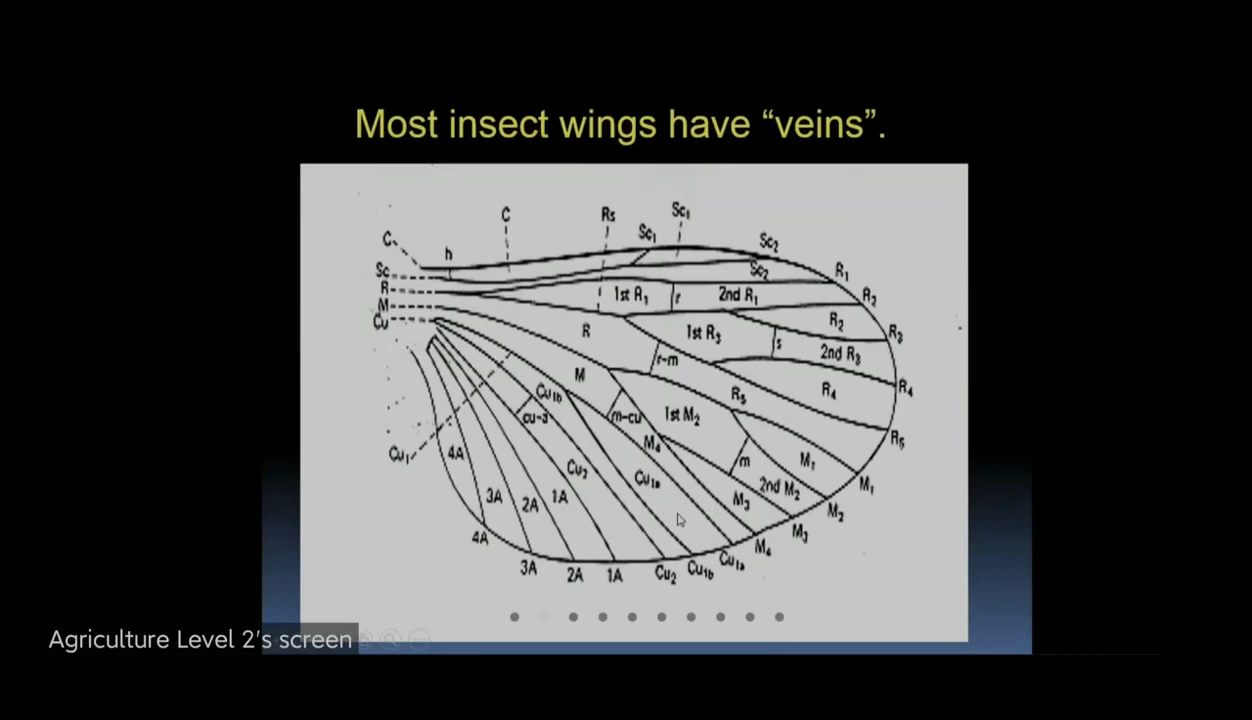 Most insect wings have “veins”.
C
Rs
Sc₁
Sc₁
Sc₂
C
h
Sc
Sc₂
R₁
R
1st R₁
r
2nd R₁
R₂
M
Cu
R
1st R₃
R₂
s
R₃
r-m
2nd R₃
M
Cu₁b
R₅
R₄
R₄
cu-a
m-cu
1st M₂
M₄
R₅
Cu₁
4A
m
M₁
Cu₂
Cu₁a
2nd M₂
M₁
3A
2A
1A
M₃
M₂
4A
M₃
3A
2A
1A
Cu₂
Cu₁b
Cu₁a
M₄
Agriculture Level 2's screen